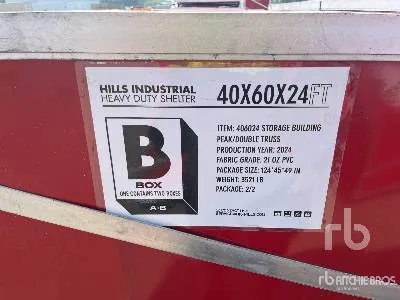 HILLS INDUSTRIAL
HEAVY DUTY SHELTER
40X60X24FT
B
BOX
ONE CONTAINS TWO BOXES
A+B
ITEM: 406024 STORAGE BUILDING
PEAK/DOUBLE TRUSS
PRODUCTION YEAR: 2024
FABRIC GRADE: 21 OZ PVC
PACKAGE SIZE: 124*45*49 IN
WEIGHT: 3521 LB
PACKAGE: 2/2
rb
RITCHIE BROS.